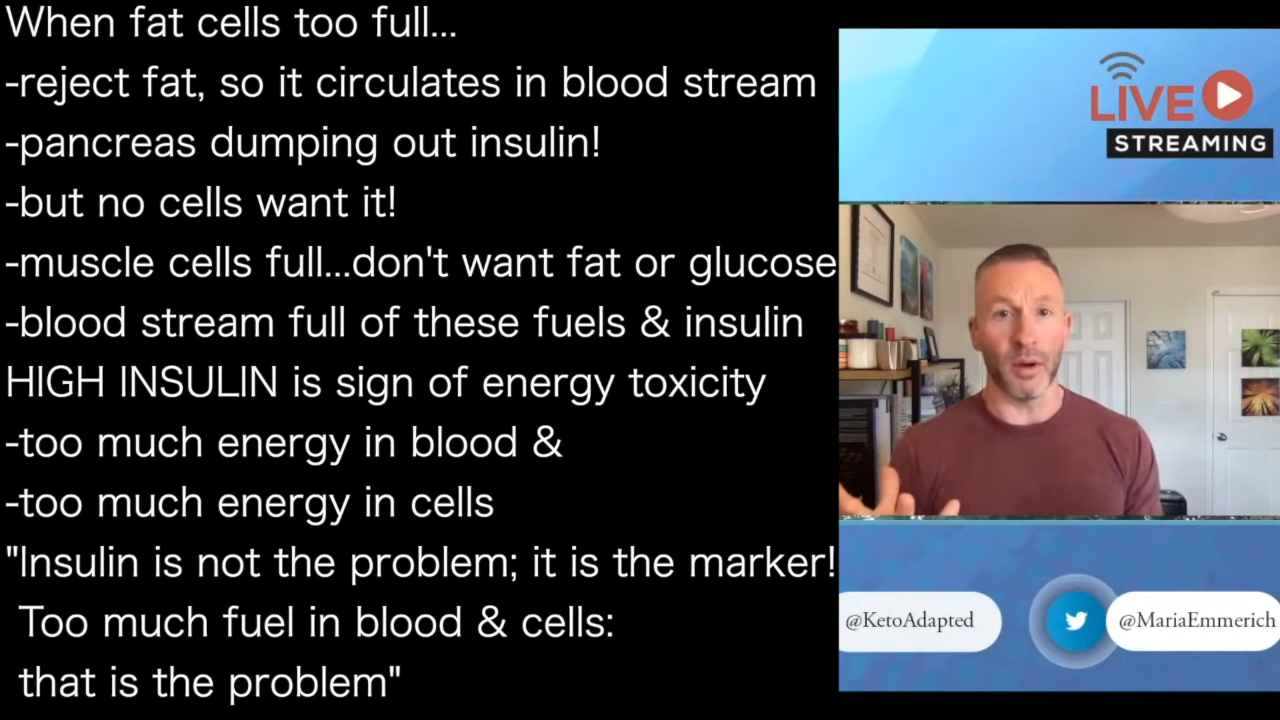 When fat cells too full...
-reject fat, so it circulates in blood stream
-pancreas dumping out insulin!
-but no cells want it!
-muscle cells full...don't want fat or glucose
-blood stream full of these fuels & insulin
HIGH INSULIN is sign of energy toxicity
-too much energy in blood &
-too much energy in cells
"Insulin is not the problem; it is the marker!
Too much fuel in blood & cells:
that is the problem"
LIVE
STREAMING
@KetoAdapted
@MariaEmmerich